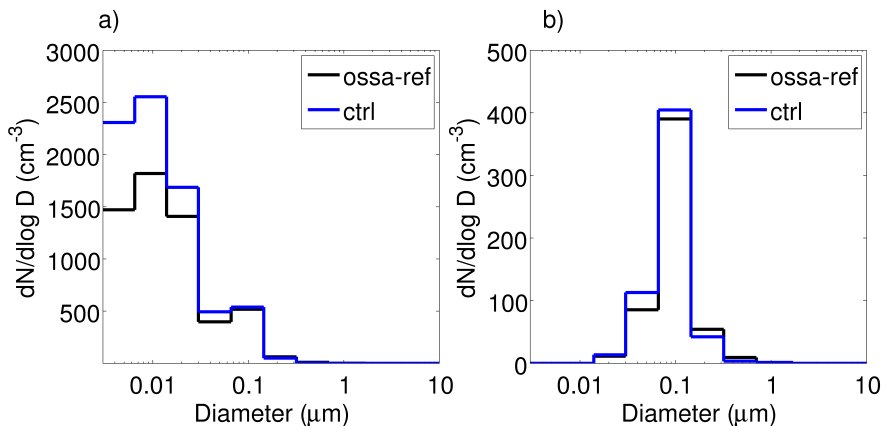 a)
3000
2500
2000
1500
1000
500
dN/dlog D (cm⁻³)
ossa-ref
ctrl
0.01
0.1
1
10
Diameter (μm)
b)
500
400
300
200
100
0
dN/dlog D (cm⁻³)
ossa-ref
ctrl
0.01
0.1
1
10
Diameter (μm)